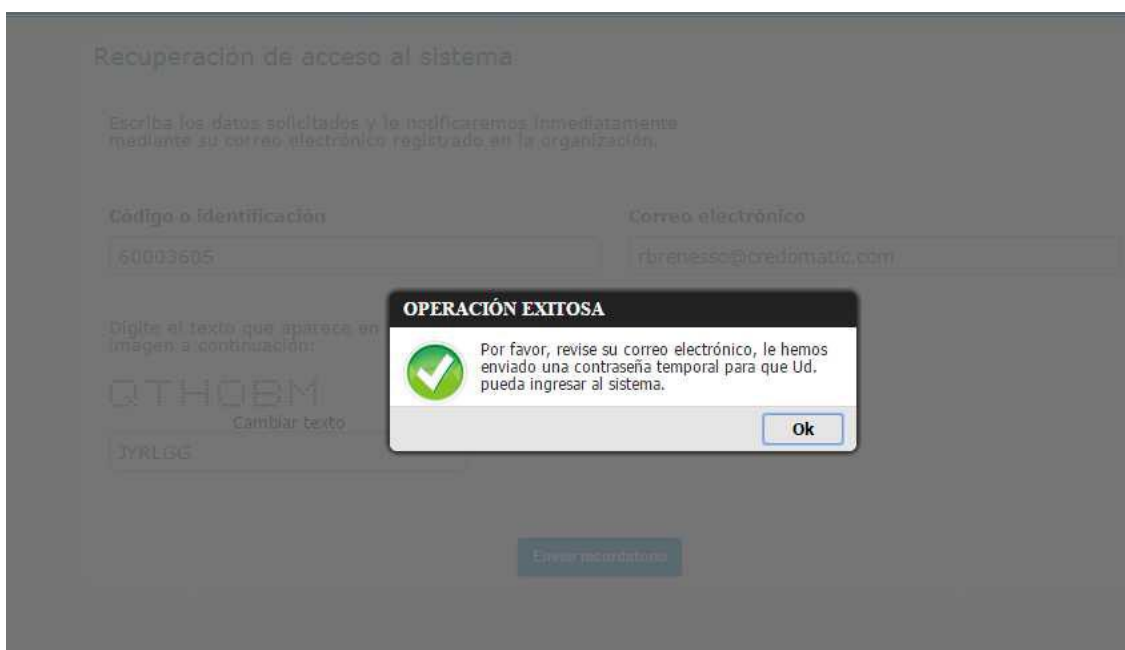 Recuperación de acceso al sistema
Escriba los datos solicitados y le notificaremos inmediatamente
mediante su correo electrónico registrado en la organización.
Código o identificación
Correo electrónico
60003605
rbrenesso@credomatic.com
Digite el texto que aparece en
imagen a continuación:
QTHOBM
Cambiar texto
JYRLGG
OPERACIÓN EXITOSA
Por favor, revise su correo electrónico, le hemos
enviado una contraseña temporal para que Ud.
pueda ingresar al sistema.
Ok
Enviar recordatorio